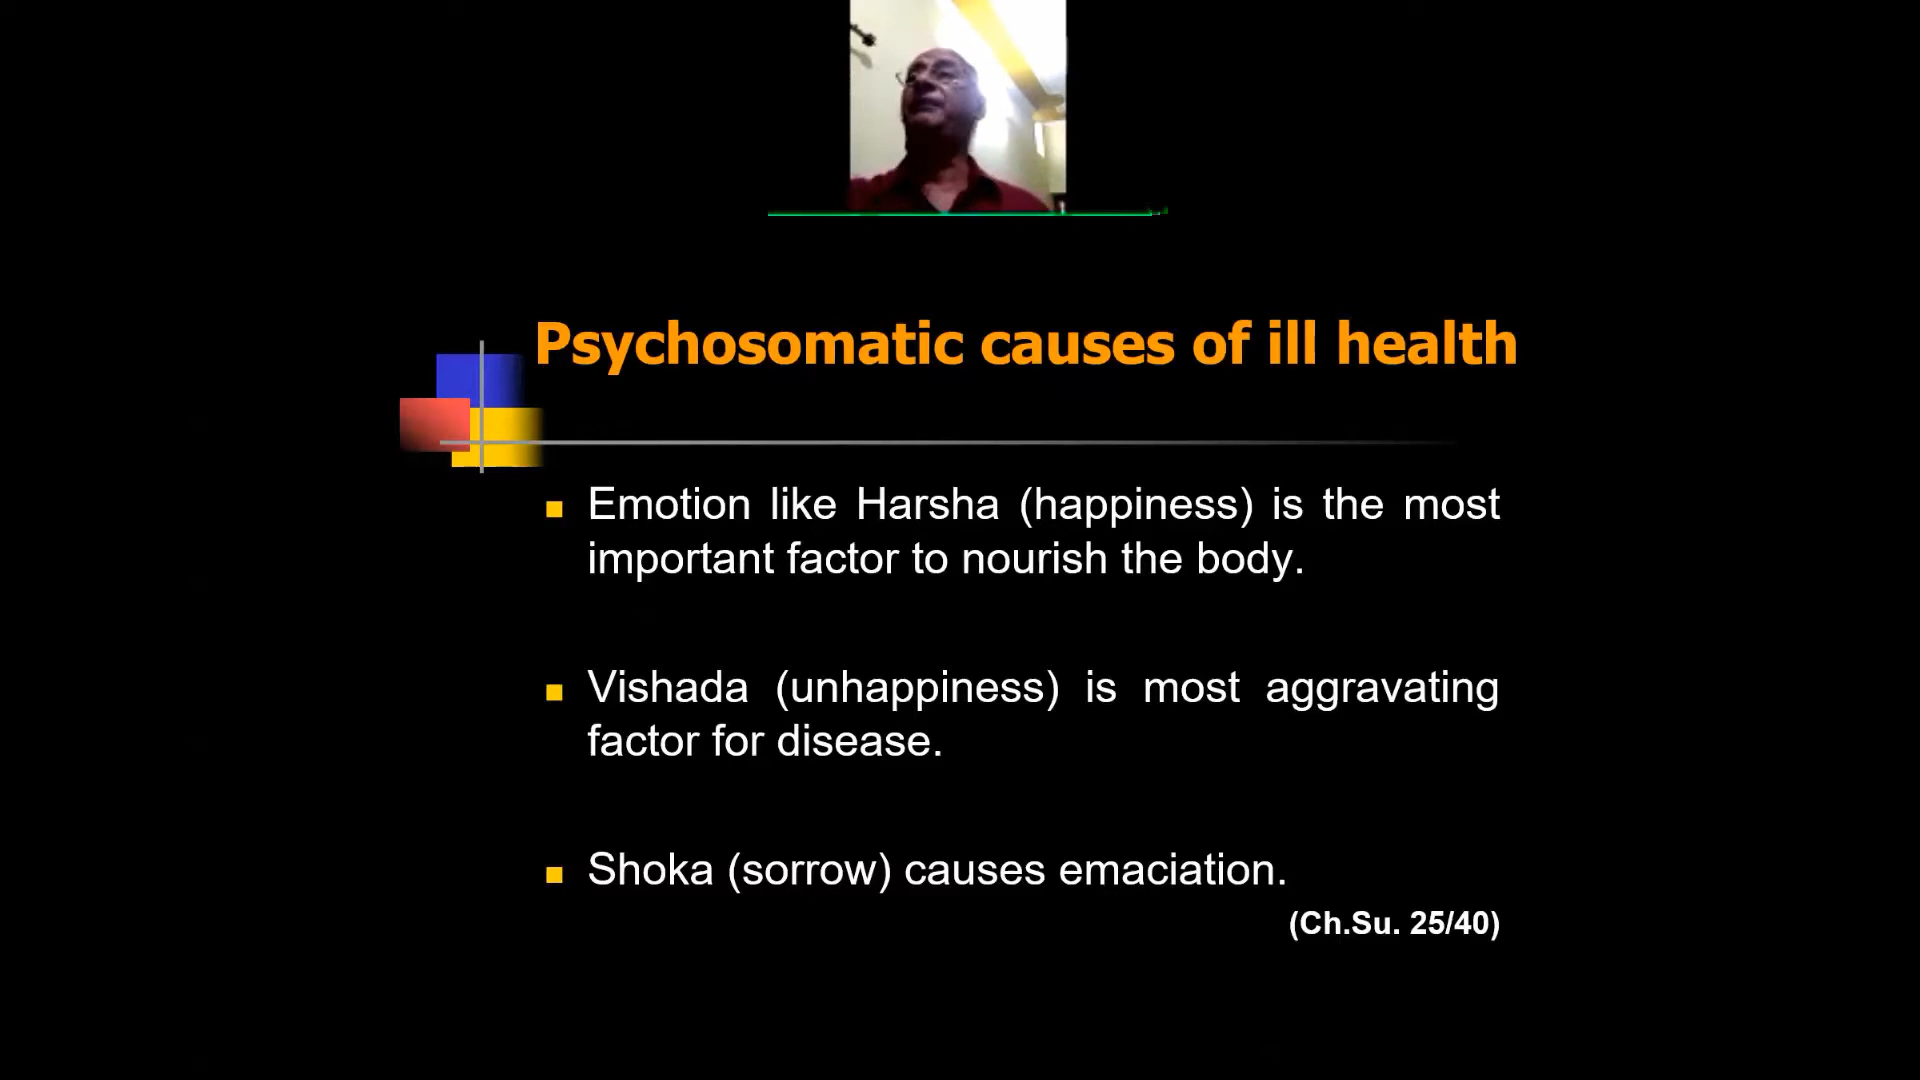 Psychosomatic causes of ill health
Emotion like Harsha (happiness) is the most
important factor to nourish the body.
Vishada (unhappiness) is most aggravating
factor for disease.
Shoka (sorrow) causes emaciation.
(Ch.Su. 25/40)